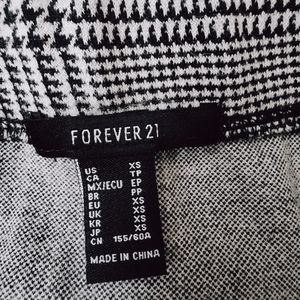 FOREVER 21
US XS
CA TP
MX/ECU EP
BR PP
EU XS
UK XS
KR XS
JP XS
CN 155/60A
MADE IN CHINA